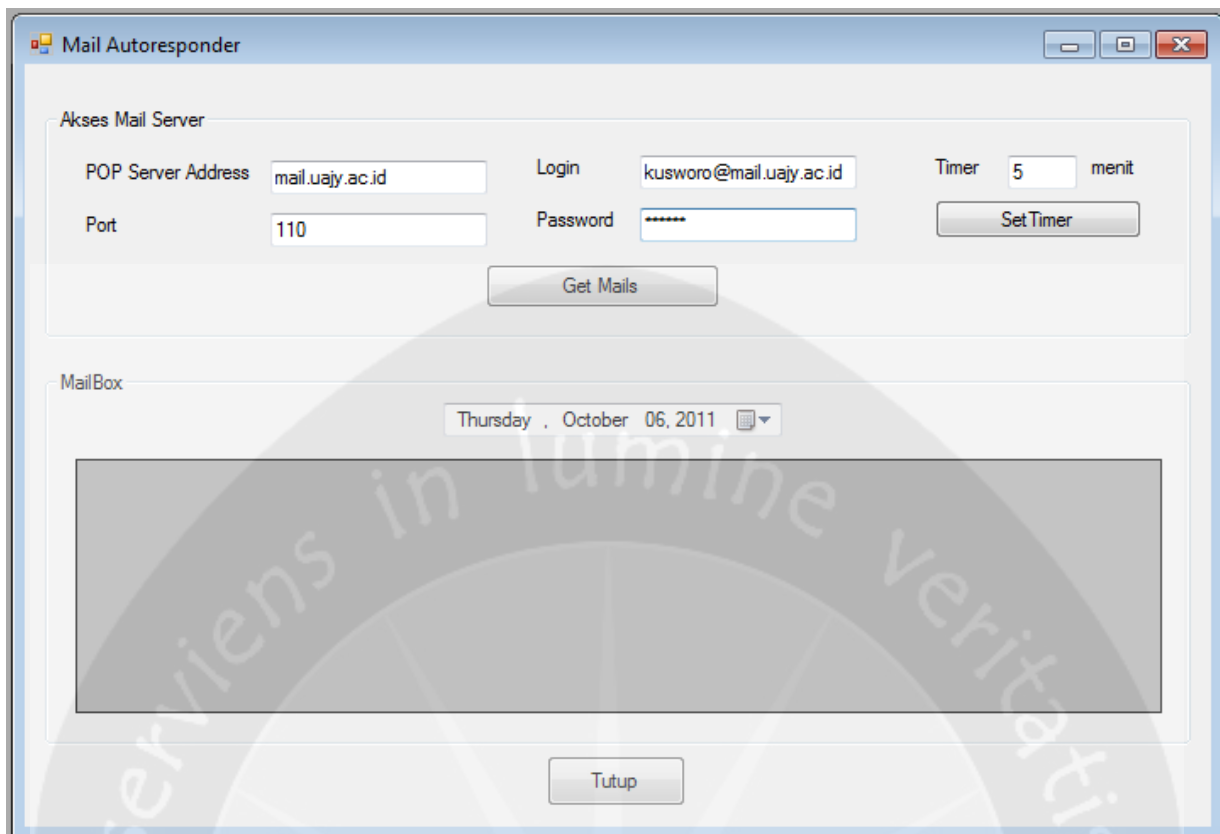 Mail Autoresponder
Akses Mail Server
POP Server Address mail.uajy.ac.id Login kusworo@mail.uajy.ac.id Timer 5 menit
Port 110 Password ****** Set Timer
Get Mails
MailBox
Thursday , October 06, 2011
serviens in lumine veritati
Tutup